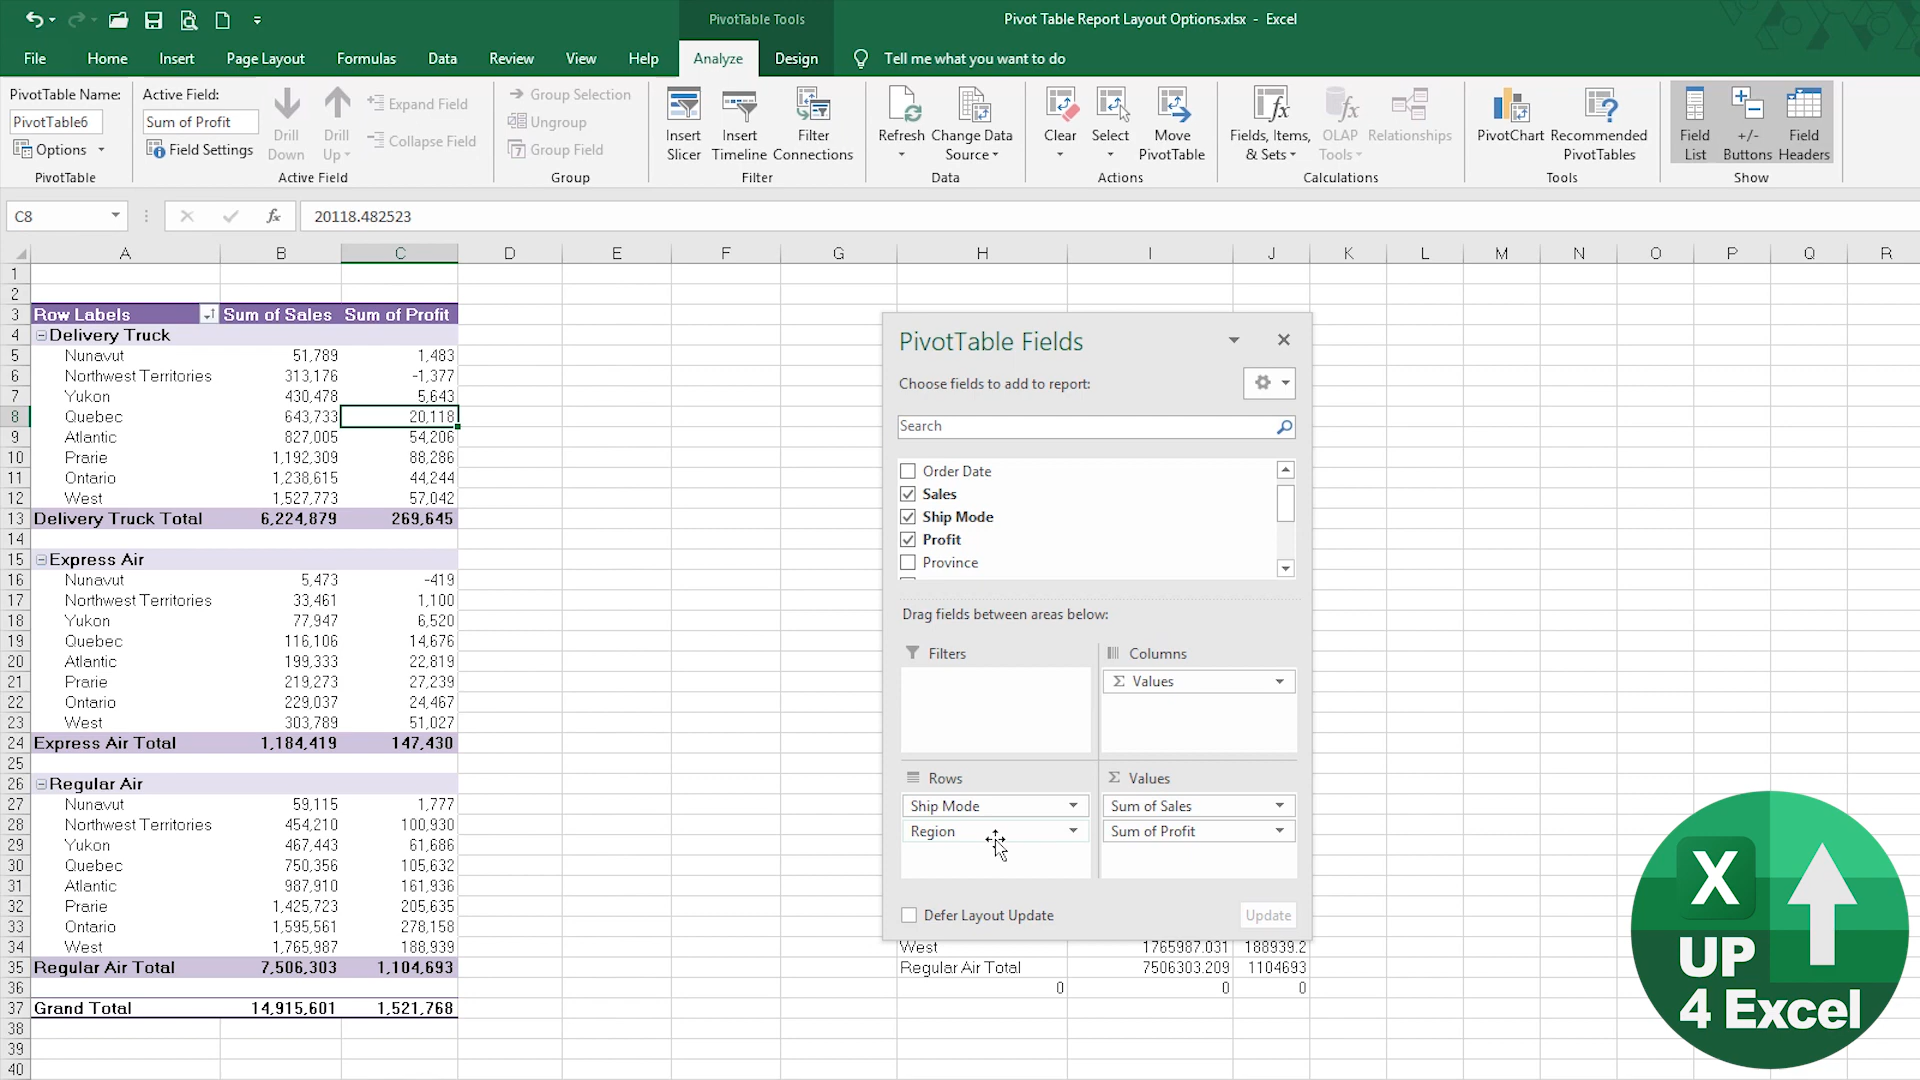 PivotTable Tools
Pivot Table Report Layout Options.xlsx - Excel
File Home Insert Page Layout Formulas Data Review View Help Analyze Design Tell me what you want to do
PivotTable Name:
PivotTable6
Options
PivotTable
Active Field:
Sum of Profit
Field Settings
Drill Down
Drill Up
Expand Field
Collapse Field
Active Field
Group Selection
Ungroup
Group Field
Group
Insert Slicer
Insert Timeline
Filter Connections
Filter
Refresh
Change Data Source
Data
Clear
Select
Move PivotTable
Actions
Fields, Items, & Sets
OLAP Tools
Relationships
Calculations
PivotChart
Recommended PivotTables
Tools
Field List
+/- Buttons
Field Headers
Show
C8 fx 20118.482523
A B C D E F G H I J K L M N O P Q R
1
2
3 Row Labels Sum of Sales Sum of Profit
4 Delivery Truck
5 Nunavut 51,789 1,483
6 Northwest Territories 313,176 -1,377
7 Yukon 430,478 5,643
8 Quebec 643,733 20,118
9 Atlantic 827,005 54,206
10 Prarie 1,192,309 88,286
11 Ontario 1,238,615 44,244
12 West 1,527,773 57,042
13 Delivery Truck Total 6,224,879 269,645
14
15 Express Air
16 Nunavut 5,473 -419
17 Northwest Territories 33,461 1,100
18 Yukon 77,947 6,520
19 Quebec 116,106 14,676
20 Atlantic 199,333 22,819
21 Prarie 219,273 27,239
22 Ontario 229,037 24,467
23 West 303,789 51,027
24 Express Air Total 1,184,419 147,430
25
26 Regular Air
27 Nunavut 59,115 1,777
28 Northwest Territories 454,210 100,930
29 Yukon 467,443 61,686
30 Quebec 750,356 105,632
31 Atlantic 987,910 161,936
32 Prarie 1,425,723 205,635
33 Ontario 1,595,561 278,158
34 West 1,765,987 188,939 West 1765987.031 188939.2
35 Regular Air Total 7,506,303 1,104,693 Regular Air Total 7506303.209 1104693
36 0 0 0
37 Grand Total 14,915,601 1,521,768
38
39
40
PivotTable Fields
Choose fields to add to report:
Search
Order Date
Sales
Ship Mode
Profit
Province
Drag fields between areas below:
Filters
Columns
Σ Values
Rows
Ship Mode
Region
Σ Values
Sum of Sales
Sum of Profit
Defer Layout Update
Update
X
UP
4 Excel